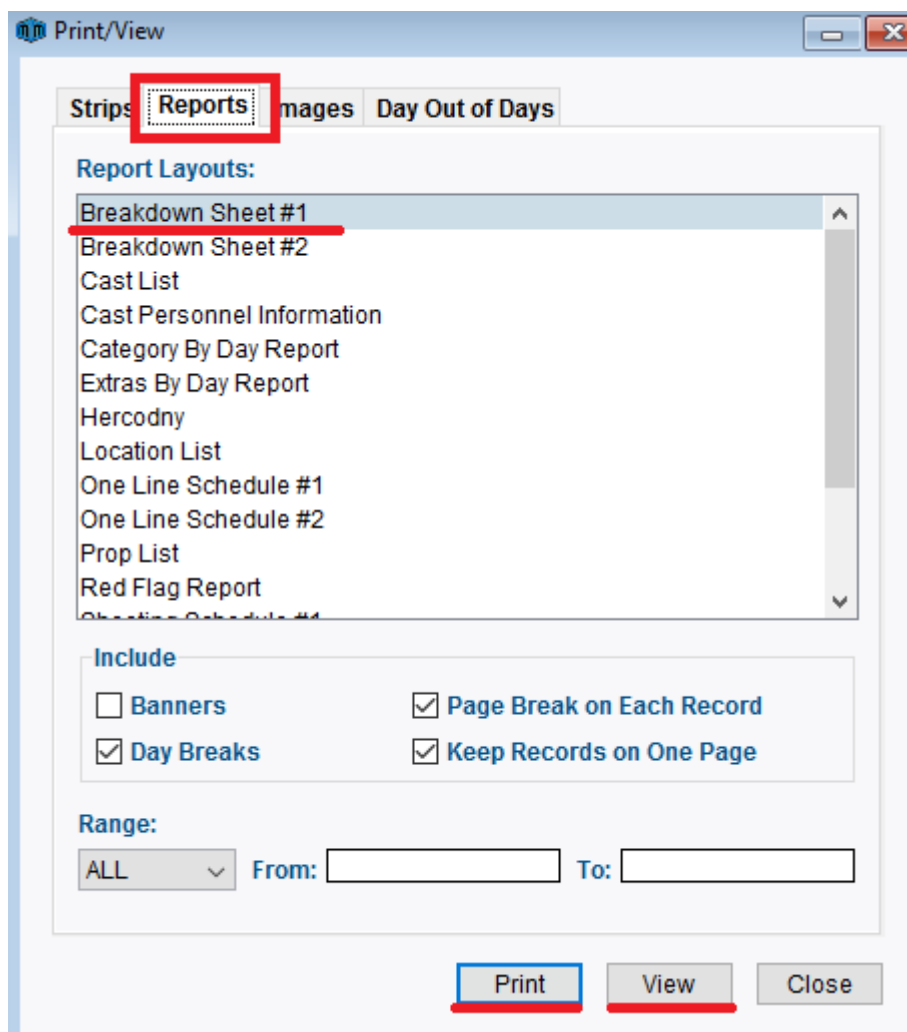 Print/View
Strips Reports Images Day Out of Days
Report Layouts:
Breakdown Sheet #1
Breakdown Sheet #2
Cast List
Cast Personnel Information
Category By Day Report
Extras By Day Report
Hercodny
Location List
One Line Schedule #1
One Line Schedule #2
Prop List
Red Flag Report
Shooting Schedule #1
Include
Banners Page Break on Each Record
Day Breaks Keep Records on One Page
Range:
ALL From: To:
Print View Close